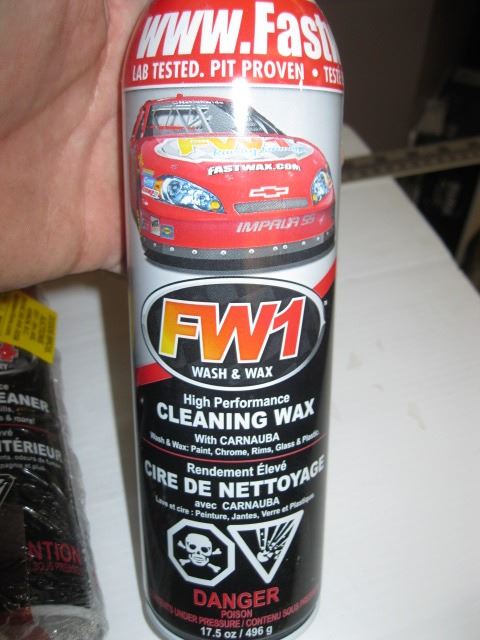 www.Fast
LAB TESTED. PIT PROVEN •
FASTWAX.COM
IMPALA SS
FW1
WASH & WAX
High Performance
CLEANING WAX
With CARNAUBA
Wash & Wax: Paint, Chrome, Rims, Glass & Plastic
Rendement Élevé
CIRE DE NETTOYAGE
avec CARNAUBA
Lave et cire : Peinture, Jantes, Verre et Plastique
DANGER
POISON
UNDER PRESSURE / CONTENU SOUS
17.5 oz / 496 g
EANER
& more!
TÉRIEUR
NTION